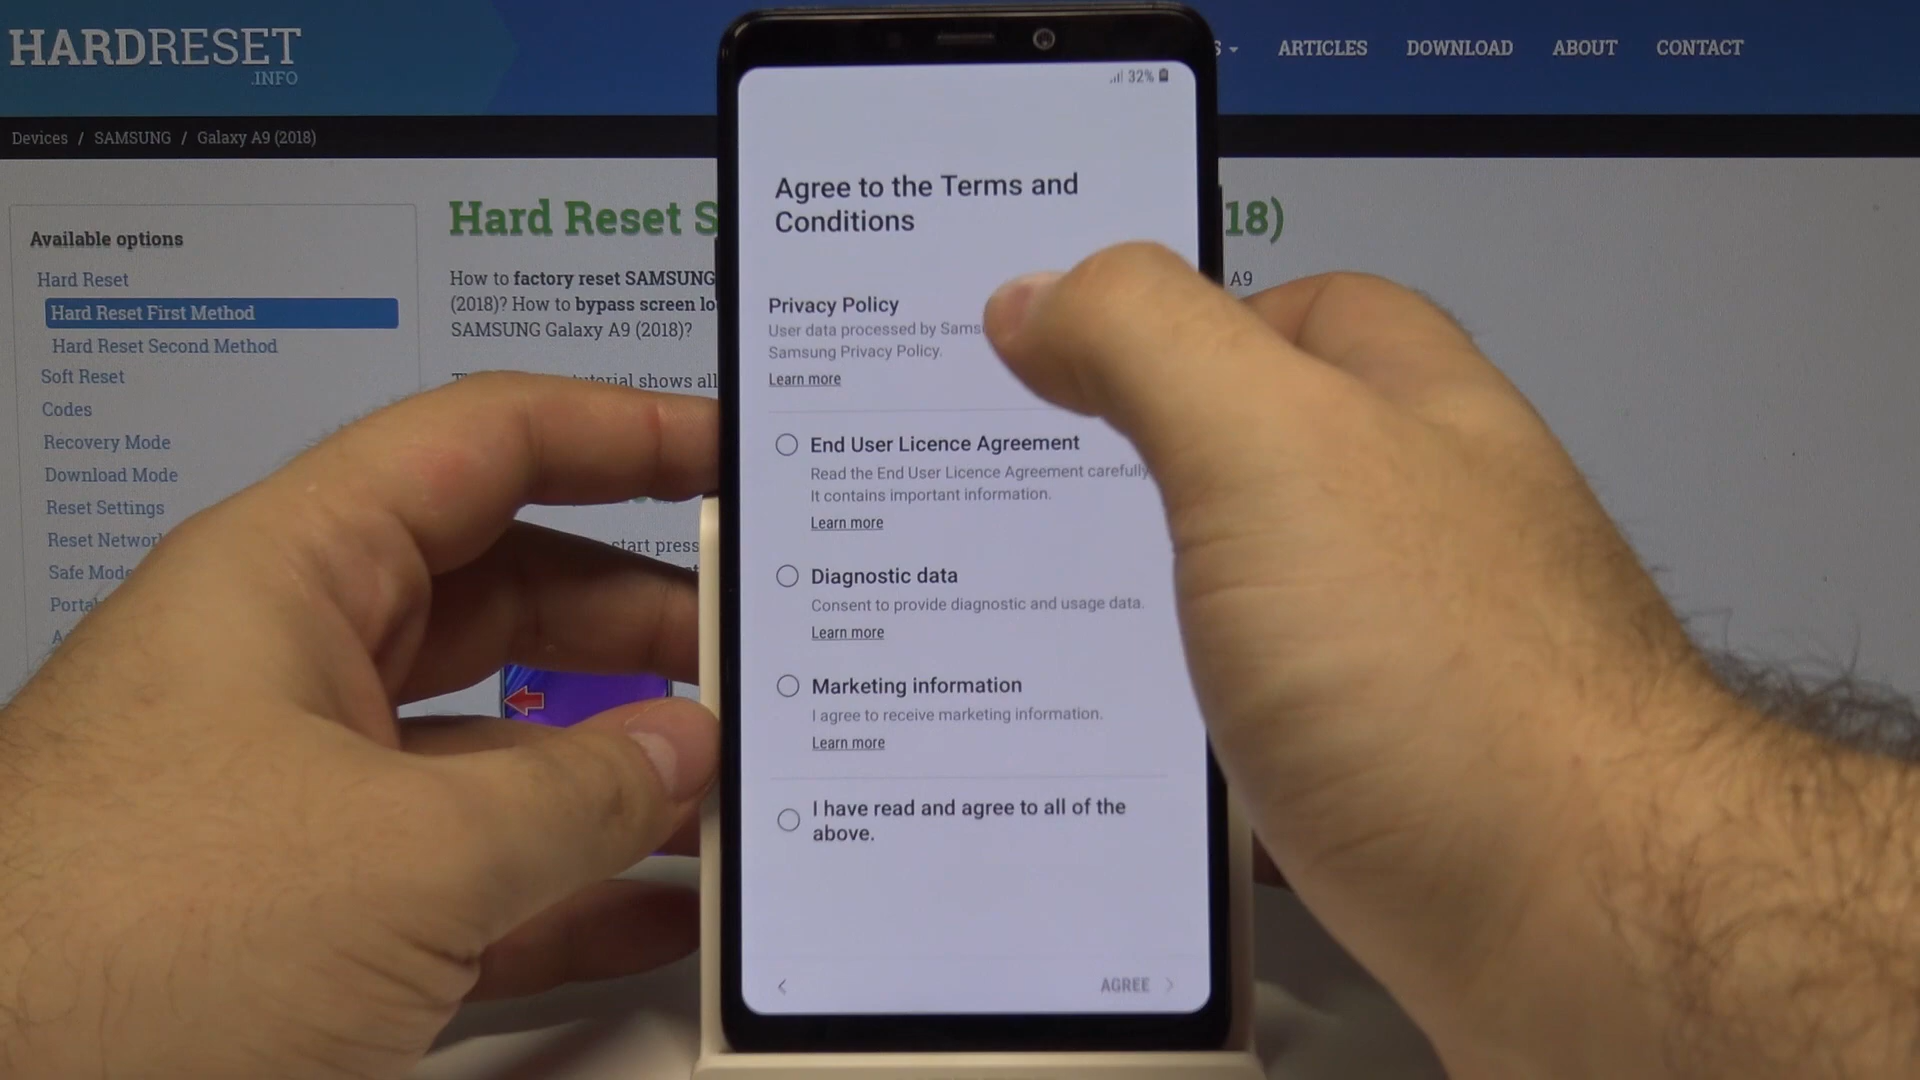 HARDRESET
.INFO
ARTICLES
DOWNLOAD
ABOUT
CONTACT
Devices / SAMSUNG / Galaxy A9 (2018)
Available options
Hard Reset
Hard Reset First Method
Hard Reset Second Method
Soft Reset
Codes
Recovery Mode
Download Mode
Reset Settings
Reset
Safe
Hard Reset
18)
How to factory reset SAMSUNG
A9
(2018)? How to bypass screen
SAMSUNG Galaxy A9 (2018)?
shows all
start press
32%
Agree to the Terms and
Conditions
Privacy Policy
User data processed by
Samsung Privacy Policy.
Learn more
End User Licence Agreement
Read the End User Licence Agreement carefully
It contains important information.
Learn more
Diagnostic data
Consent to provide diagnostic and usage data.
Learn more
Marketing information
I agree to receive marketing information.
Learn more
I have read and agree to all of the
above.
< AGREE >